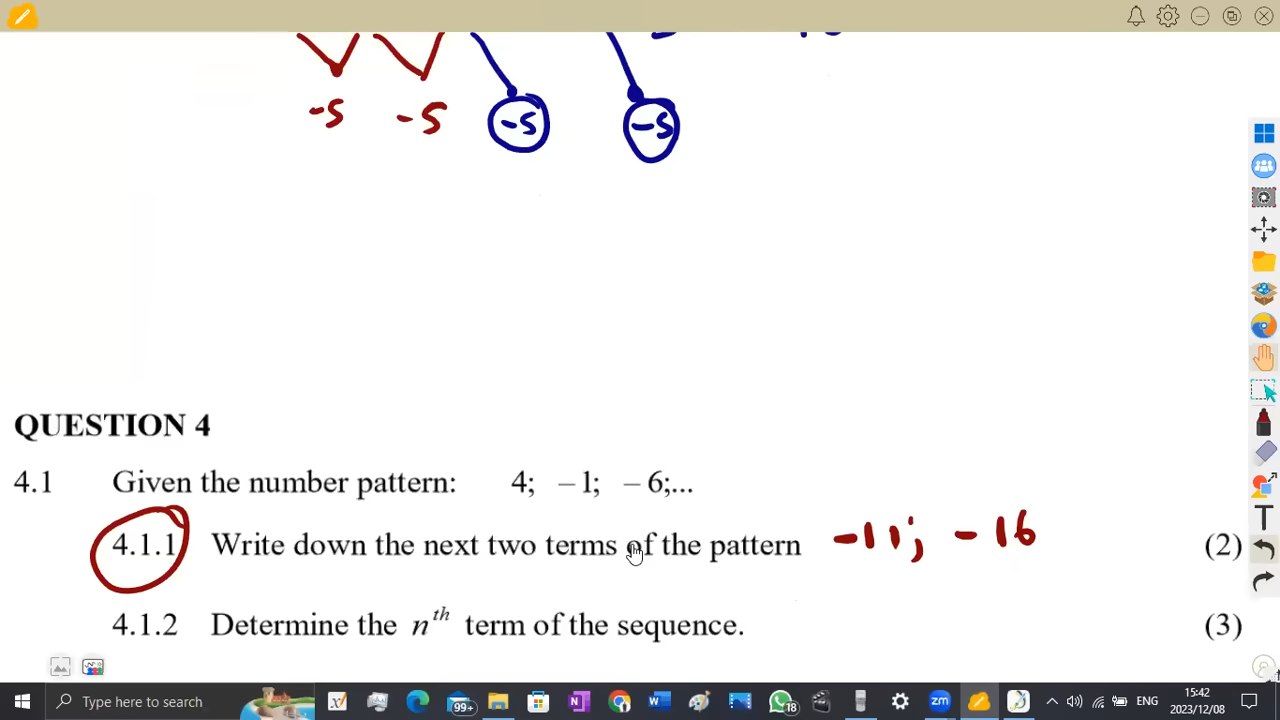 -5 -5 -5 -5
QUESTION 4
4.1 Given the number pattern: 4; – 1; – 6;...
4.1.1 Write down the next two terms of the pattern -11; -16 (2)
4.1.2 Determine the n^th term of the sequence. (3)
Type here to search 99+ 18 ENG 15:42
2023/12/08